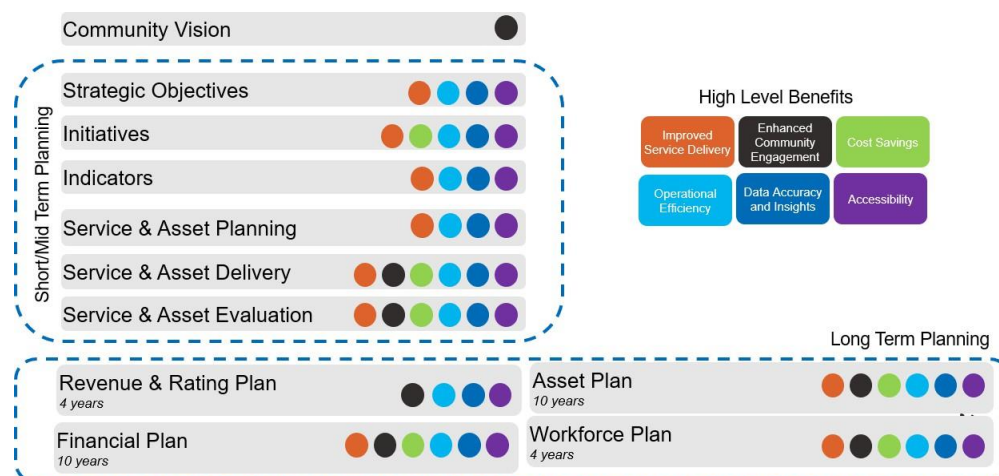 Community Vision
Short/Mid Term Planning
Strategic Objectives
Initiatives
Indicators
Service & Asset Planning
Service & Asset Delivery
Service & Asset Evaluation
High Level Benefits
Improved
Service Delivery
Enhanced
Community
Engagement
Cost Savings
Operational
Efficiency
Data Accuracy
and Insights
Accessibility
Long Term Planning
Revenue & Rating Plan
4 years
Asset Plan
10 years
Financial Plan
10 years
Workforce Plan
4 years